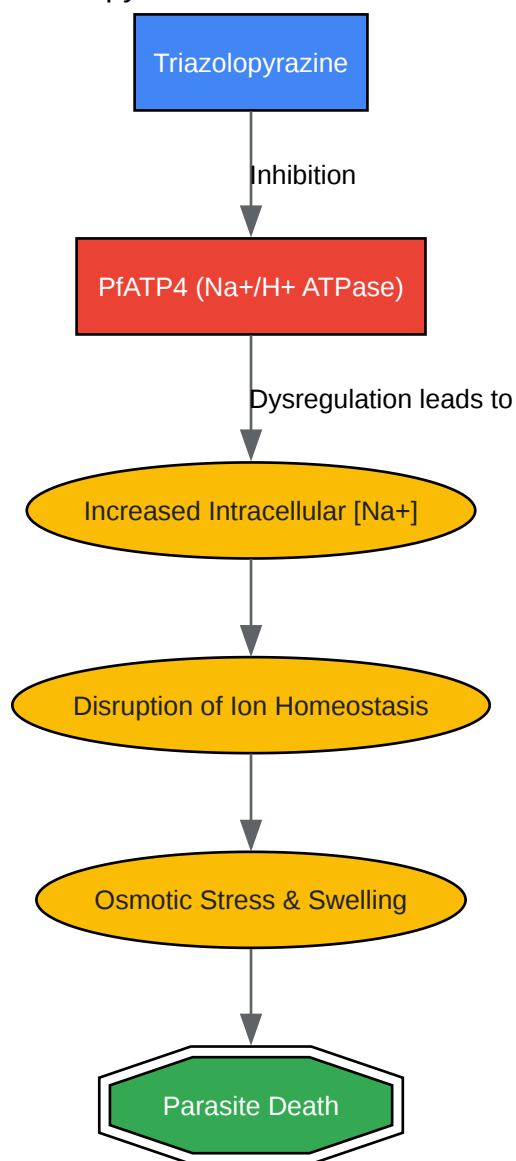 Triazolopyrazine
Inhibition
PfATP4 (Na+/H+ ATPase)
Dysregulation leads to
Increased Intracellular [Na+]
Disruption of Ion Homeostasis
Osmotic Stress & Swelling
Parasite Death